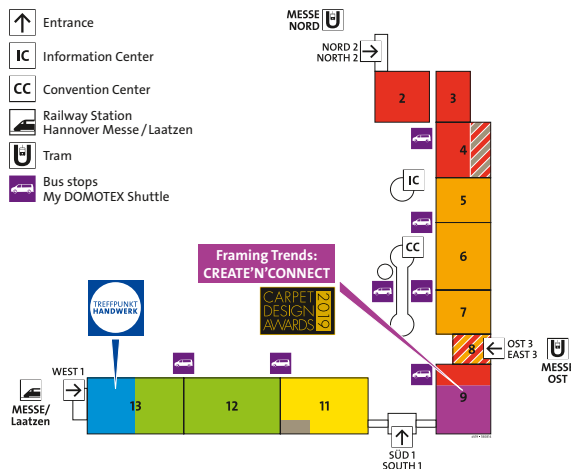 Entrance
IC
Information Center
CC
Convention Center
Railway Station
Hannover Messe / Laatzen
Tram
Bus stops
My DOMOTEX Shuttle
MESSE
NORD
NORD 2
NORTH 2
2
3
4
IC
5
CC
6
Framing Trends:
CREATE'N'CONNECT
CARPET
DESIGN
AWARDS
2019
7
TREFFPUNKT
HANDWERK
8
OST 3
EAST 3
MESSE
OST
WEST 1
MESSE/
Laatzen
13
12
11
9
SÜD 1
SOUTH 1